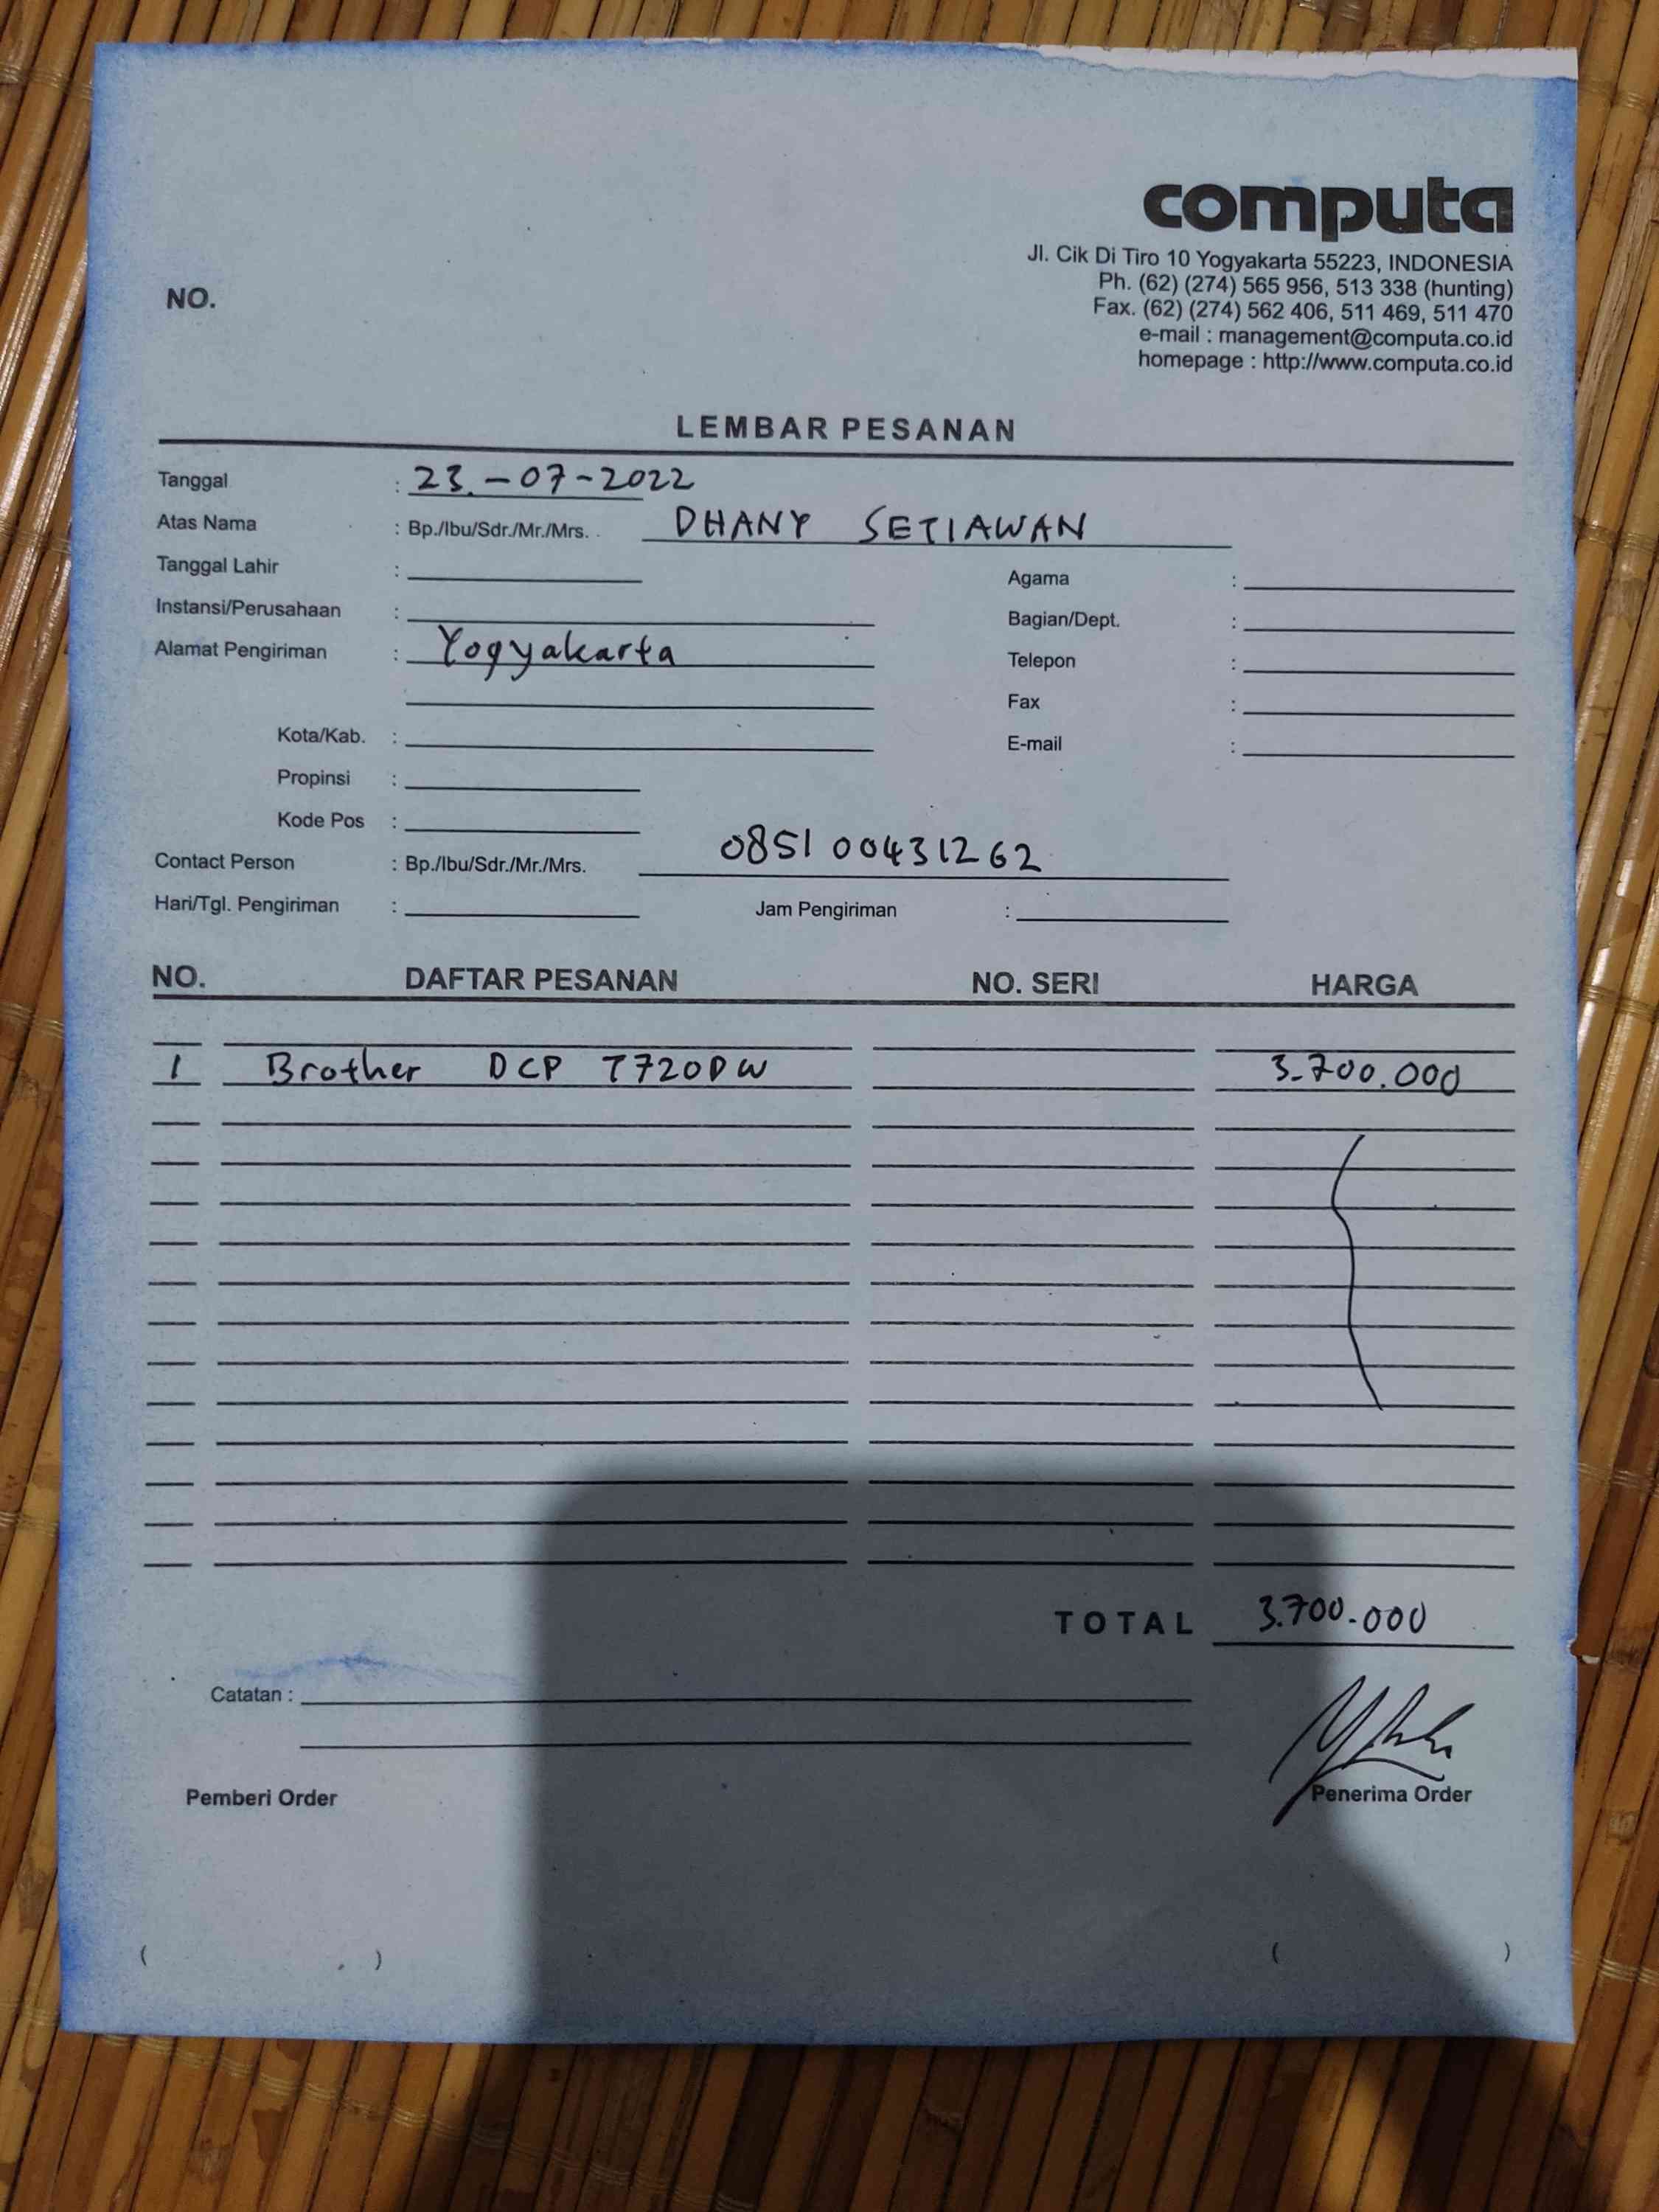 computa
Jl. Cik Di Tiro 10 Yogyakarta 55223, INDONESIA
Ph. (62) (274) 565 956, 513 338 (hunting)
Fax. (62) (274) 562 406, 511 469, 511 470
e-mail : management@computa.co.id
homepage : http://www.computa.co.id
NO.
LEMBAR PESANAN
Tanggal : 23.-07-2022
Atas Nama : Bp./Ibu/Sdr./Mr./Mrs. DHANY SETIAWAN
Tanggal Lahir : Agama :
Instansi/Perusahaan : Bagian/Dept. :
Alamat Pengiriman : Yogyakarta Telepon :
Fax :
Kota/Kab. : E-mail :
Propinsi :
Kode Pos :
Contact Person : Bp./Ibu/Sdr./Mr./Mrs. 085100431262
Hari/Tgl. Pengiriman : Jam Pengiriman :
NO. DAFTAR PESANAN NO. SERI HARGA
1 Brother DCP T720DW 3.700.000
TOTAL 3.700.000
Catatan :
Pemberi Order Penerima Order
( ) ( )